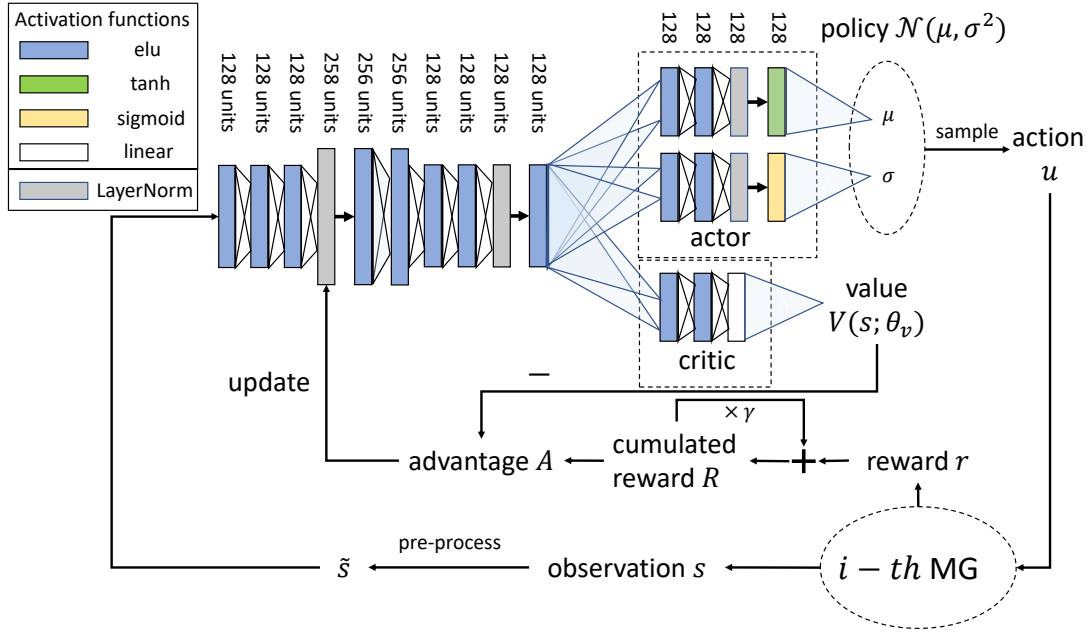 Activation functions
elu
tanh
sigmoid
linear
LayerNorm
128 units
128 units
128 units
258 units
256 units
256 units
128 units
128 units
128 units
128 units
128
128
128
128
policy 𝒩(μ, σ²)
μ
σ
sample
action
u
actor
critic
value
V(s; θᵥ)
−
update
× γ
advantage A
cumulated
reward R
+
reward r
pre-process
s̃
observation s
i − th MG